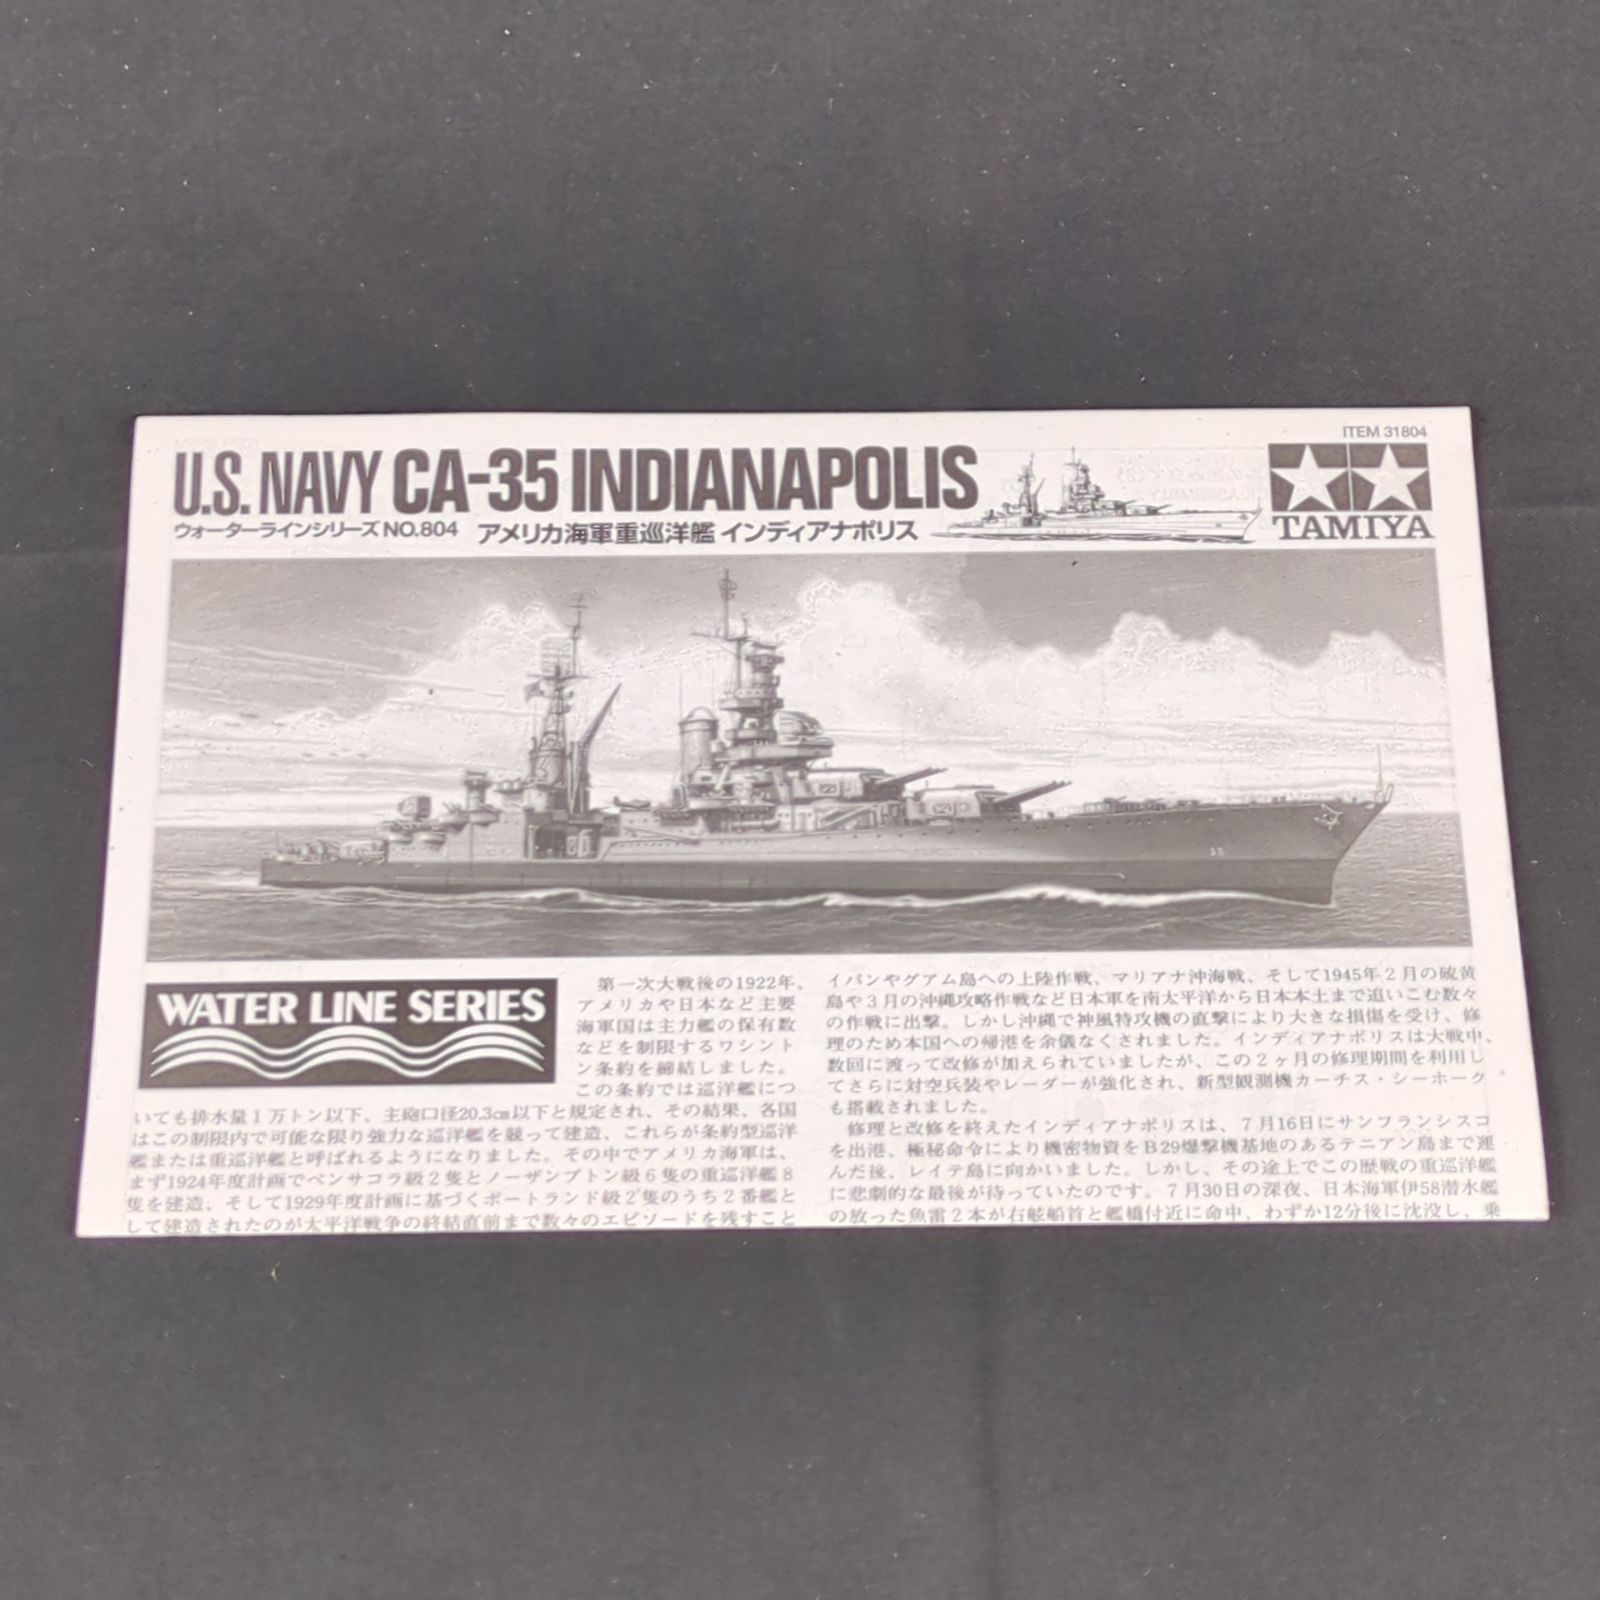 ITEM 31804
U.S. NAVY CA-35 INDIANAPOLIS
ウォーターラインシリーズNO.804 アメリカ海軍重巡洋艦 インディアナポリス
TAMIYA
35
WATER LINE SERIES
第一次大戦後の1922年、
アメリカや日本など主要
海軍国は主力艦の保有数
などを制限するワシント
ン条約を締結しました。
この条約では巡洋艦につ
いても排水量1万トン以下、主砲口径20.3cm以下と規定され、その結果、各国
はこの制限内で可能な限り強力な巡洋艦を競って建造、これらが条約型巡洋
艦または重巡洋艦と呼ばれるようになりました。その中でアメリカ海軍は、
まず1924年度計画でペンサコラ級2隻とノーザンプトン級6隻の重巡洋艦8
隻を建造、そして1929年度計画に基づくポートランド級2隻のうち2番艦と
して建造されたのが太平洋戦争の終結直前まで数々のエピソードを残すこと
イパンやグアム島への上陸作戦、マリアナ沖海戦、そして1945年2月の硫黄
島や3月の沖縄攻略作戦など日本軍を南太平洋から日本本土まで追いこむ数々
の作戦に出撃。しかし沖縄で神風特攻機の直撃により大きな損傷を受け、修
理のため本国への帰港を余儀なくされました。インディアナポリスは大戦中、
数回に渡って改修が加えられていましたが、この2ヶ月の修理期間を利用し
てさらに対空兵装やレーダーが強化され、新型観測機カーチス・シーホーク
も搭載されました。
修理と改修を終えたインディアナポリスは、7月16日にサンフランシスコ
を出港、極秘命令により機密物資をB29爆撃機基地のあるテニアン島まで運
んだ後、レイテ島に向かいました。しかし、その途上でこの歴戦の重巡洋艦
に悲劇的な最後が待っていたのです。7月30日の深夜、日本海軍伊58潜水艦
の放った魚雷2本が右舷船首と艦橋付近に命中、わずか12分後に沈没し、乗